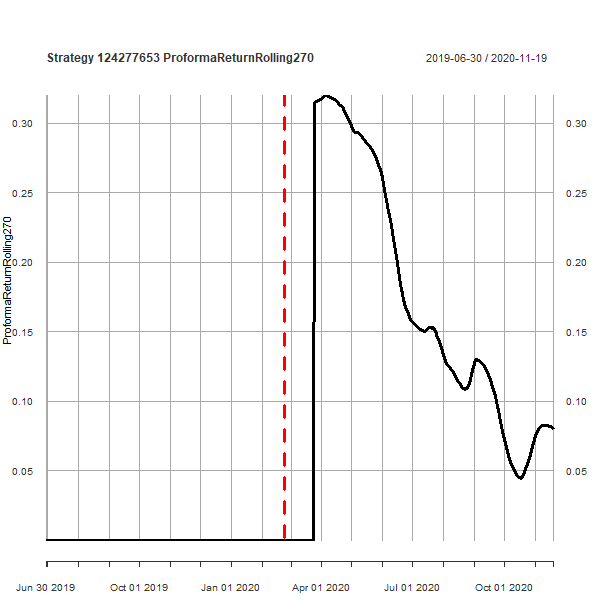 Strategy 124277653 ProformaReturnRolling270
2019-06-30 / 2020-11-19
ProformaReturnRolling270
0.30
0.30
0.25
0.25
0.20
0.20
0.15
0.15
0.10
0.10
0.05
0.05
Jun 30 2019
Oct 01 2019
Jan 01 2020
Apr 01 2020
Jul 01 2020
Oct 01 2020